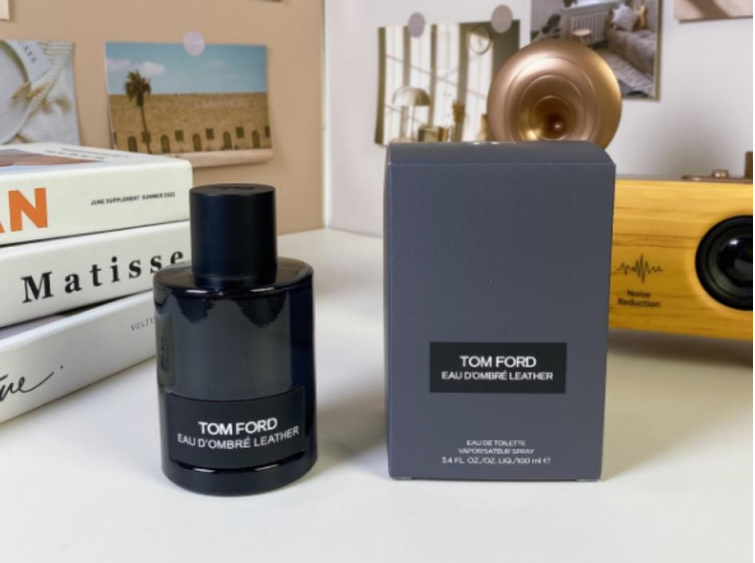 AN
JUNE SUPPLEMENT SUMMER 2022
Matisse
TOM FORD
EAU D'OMBRÉ LEATHER
TOM FORD
EAU D'OMBRÉ LEATHER
EAU DE TOILETTE
VAPORISATEUR SPRAY
3.4 FL. OZ./OZ. LIQ./100 ml ℮
Noise
Reduction